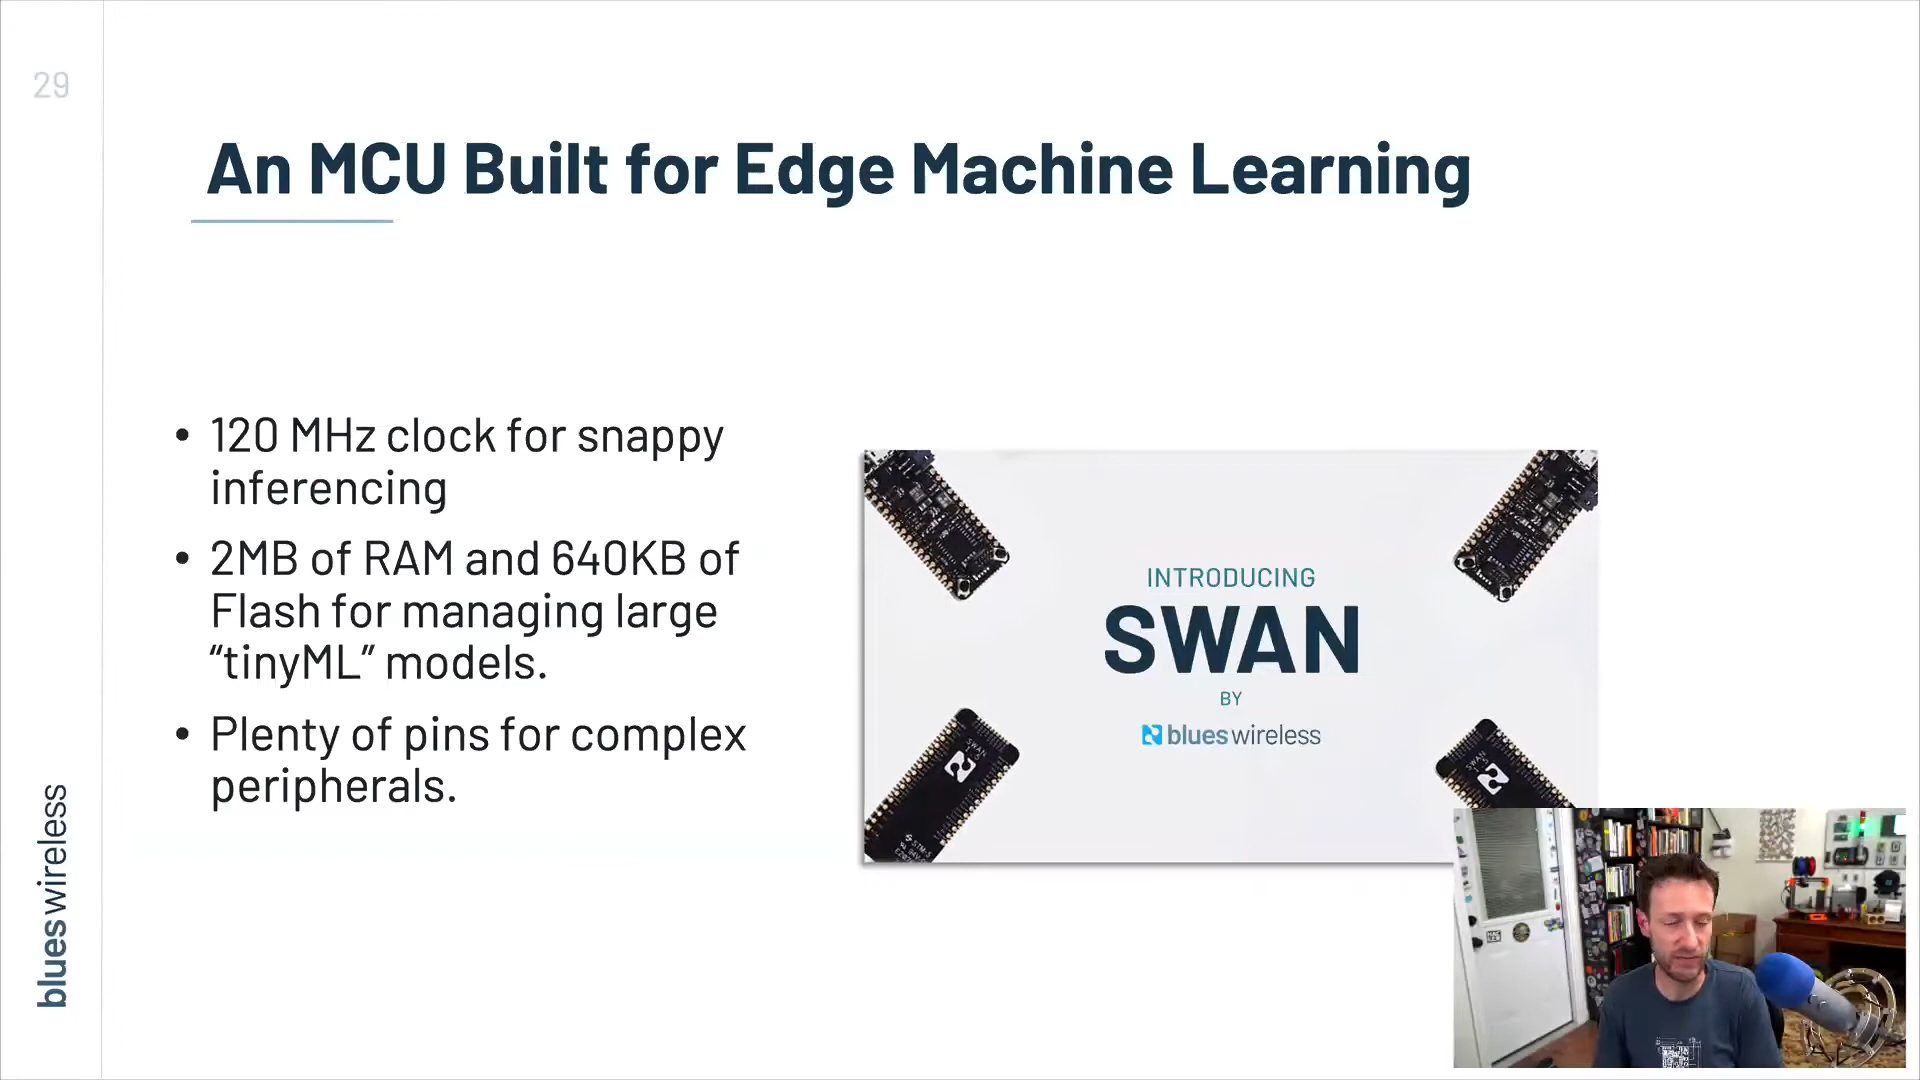 29
An MCU Built for Edge Machine Learning
• 120 MHz clock for snappy
inferencing
• 2MB of RAM and 640KB of
Flash for managing large
“tinyML” models.
• Plenty of pins for complex
peripherals.
INTRODUCING
SWAN
BY
blues wireless
SWAN
SWAN
blues wireless